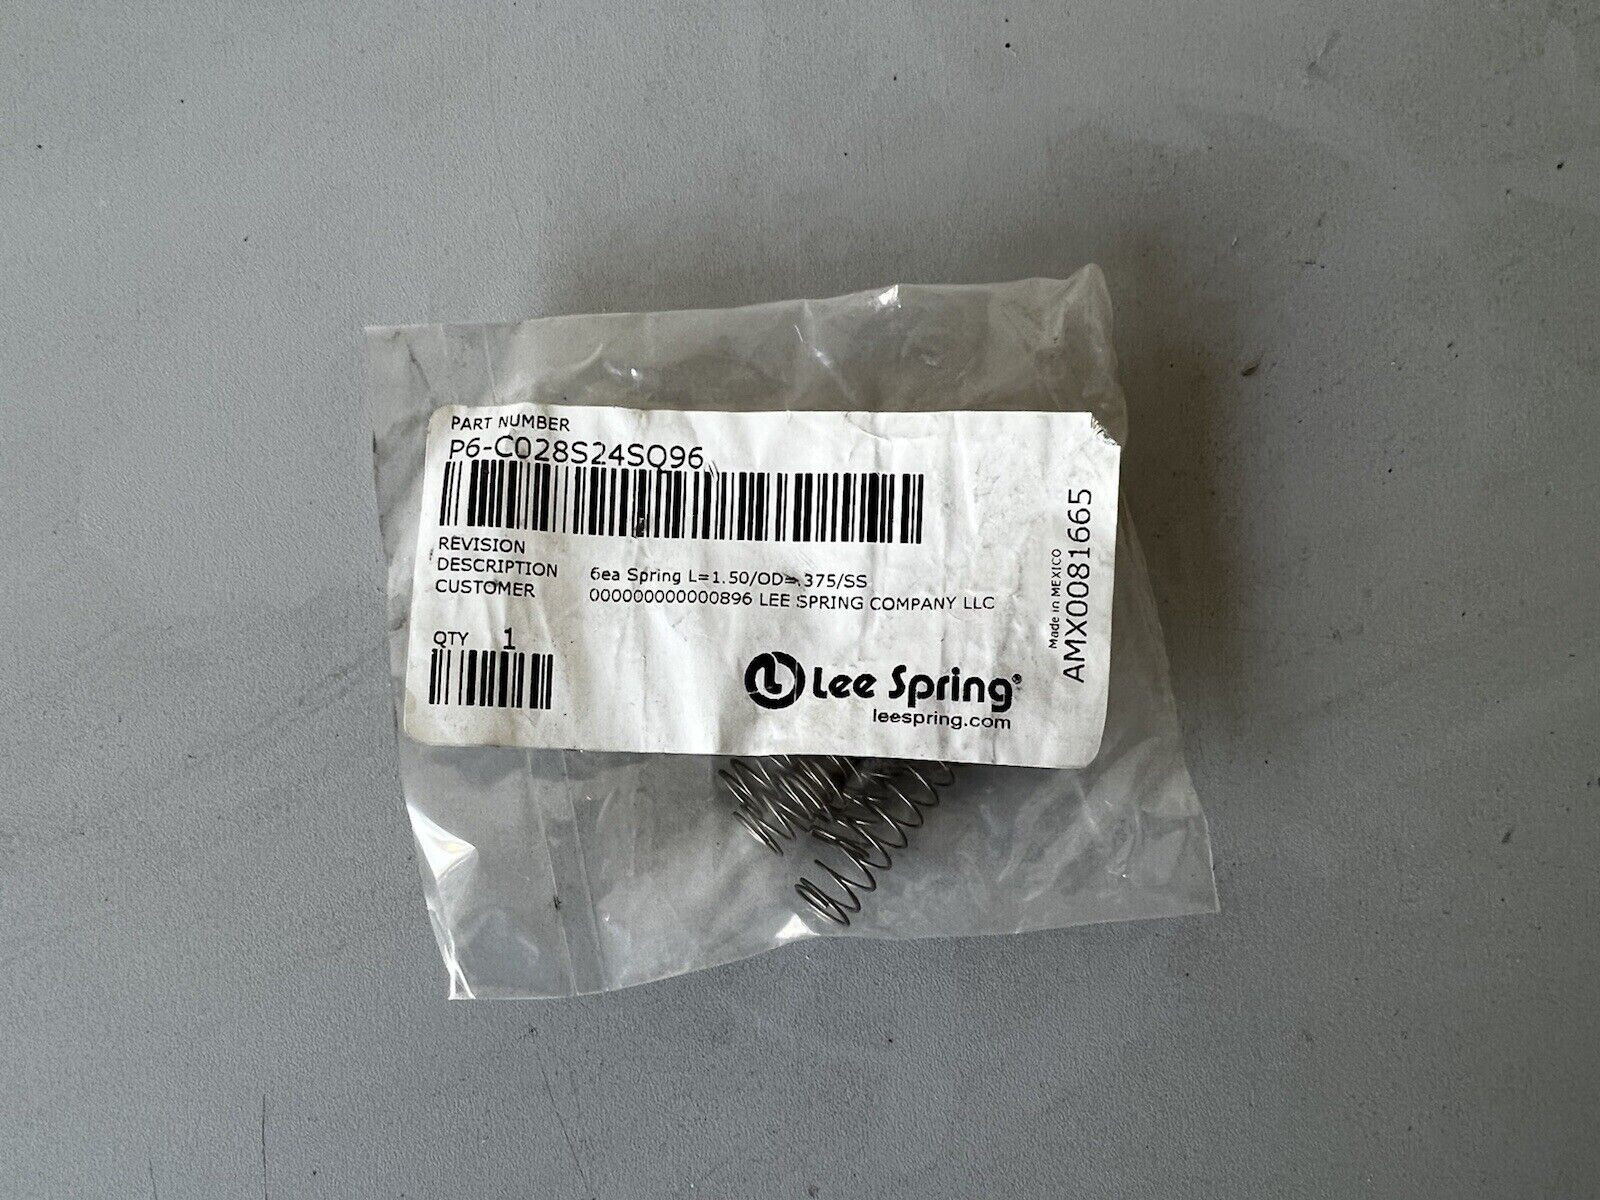 PART NUMBER
P6-C028S24SQ96
REVISION
DESCRIPTION 6ea Spring L=1.50/OD=.375/SS
CUSTOMER 000000000000896 LEE SPRING COMPANY LLC
QTY 1
Lee Spring®
leespring.com
Made in MEXICO
AMX0081665